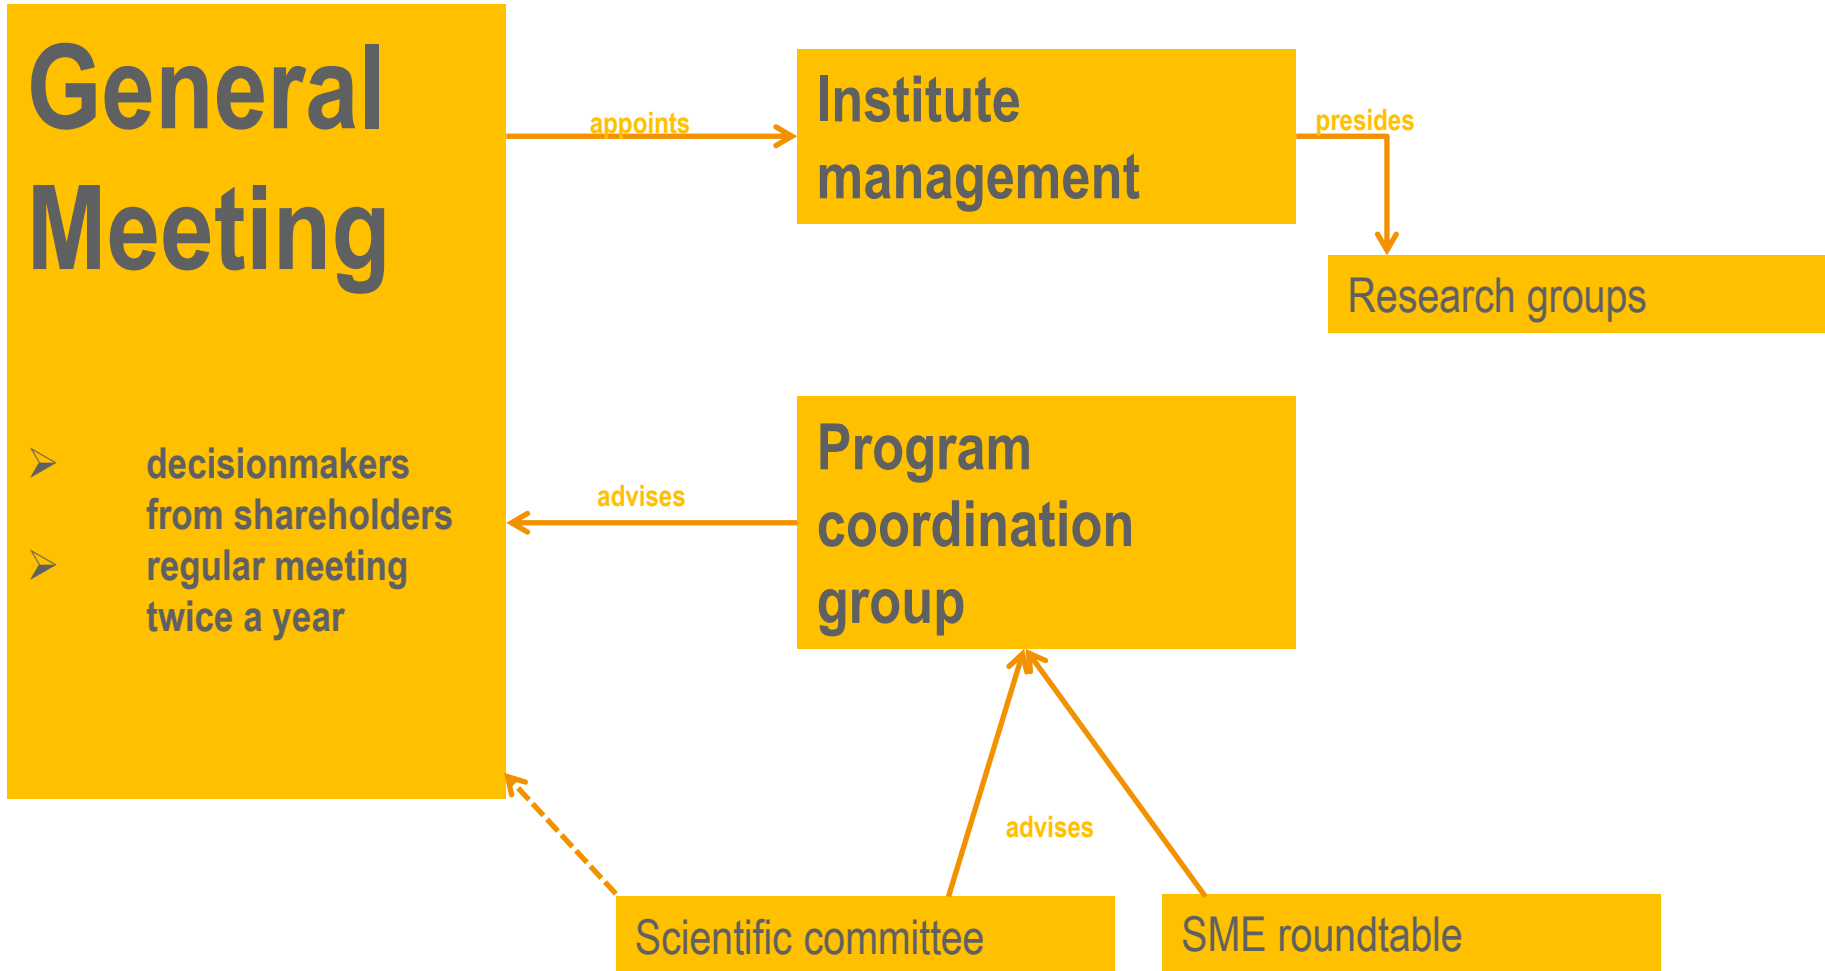 General
Meeting
➢ decisionmakers
from shareholders
➢ regular meeting
twice a year
appoints
Institute
management
presides
Research groups
advises
Program
coordination
group
advises
Scientific committee
SME roundtable